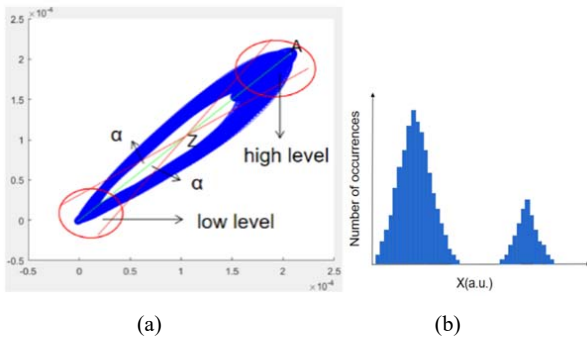 ×10⁻⁴
2.5
2
1.5
1
0.5
0
-0.5
-0.5
0
0.5
1
1.5
2
2.5
×10⁻⁴
A
Z
α
α
high level
low level
Number of occurrences
X(a.u.)
(a)
(b)